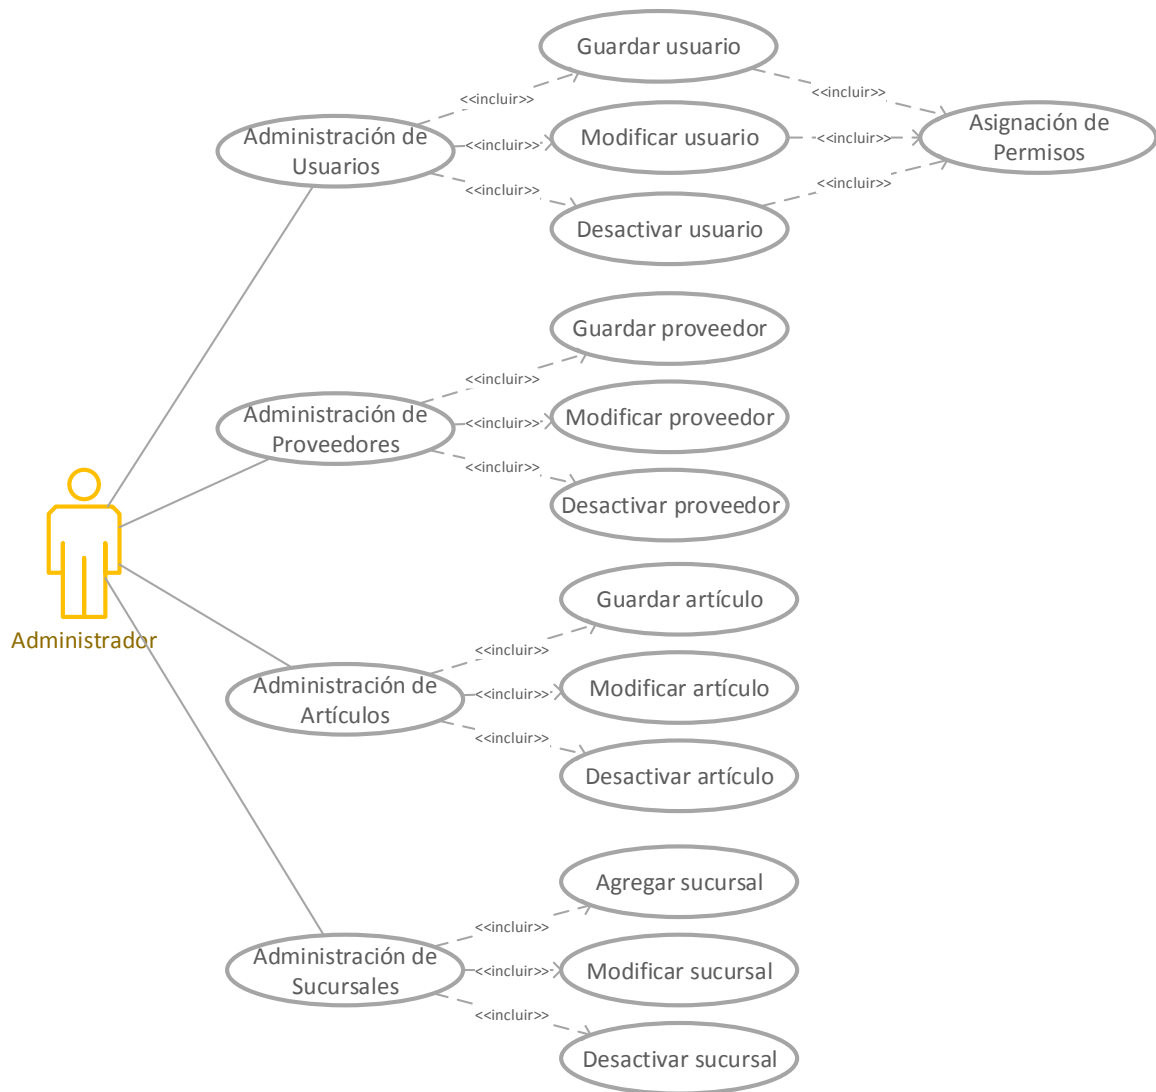 Guardar usuario
<<incluir>>
<<incluir>>
Administración de
Usuarios
<<incluir>>
Modificar usuario
<<incluir>>
Asignación de
Permisos
<<incluir>>
<<incluir>>
Desactivar usuario
Guardar proveedor
<<incluir>>
Administración de
Proveedores
<<incluir>>
Modificar proveedor
<<incluir>>
Desactivar proveedor
Administrador
Guardar artículo
<<incluir>>
Administración de
Artículos
<<incluir>>
Modificar artículo
<<incluir>>
Desactivar artículo
Agregar sucursal
<<incluir>>
Administración de
Sucursales
<<incluir>>
Modificar sucursal
<<incluir>>
Desactivar sucursal